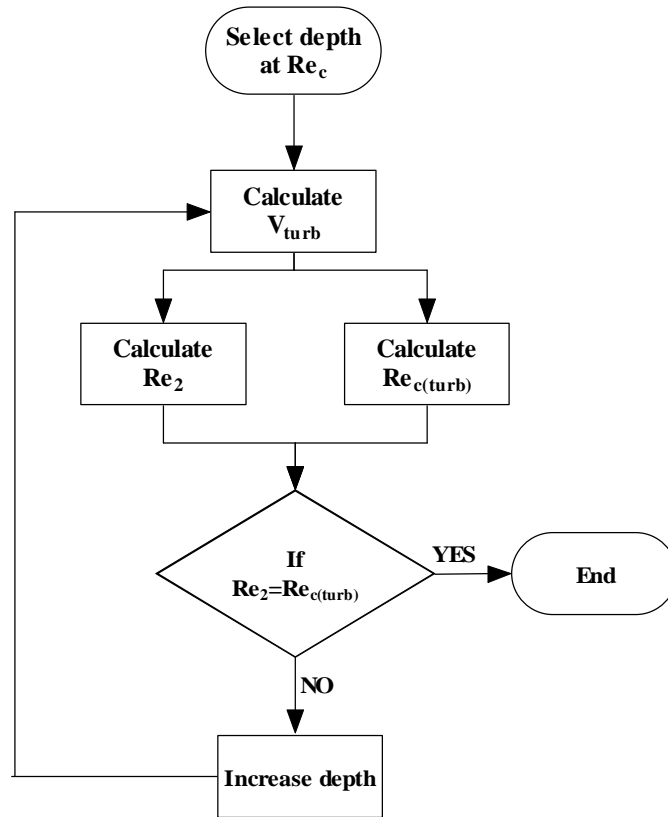 Select depth
at Re_c
Calculate
V_turb
Calculate
Re_2
Calculate
Re_c(turb)
If
Re_2=Re_c(turb)
YES
End
NO
Increase depth